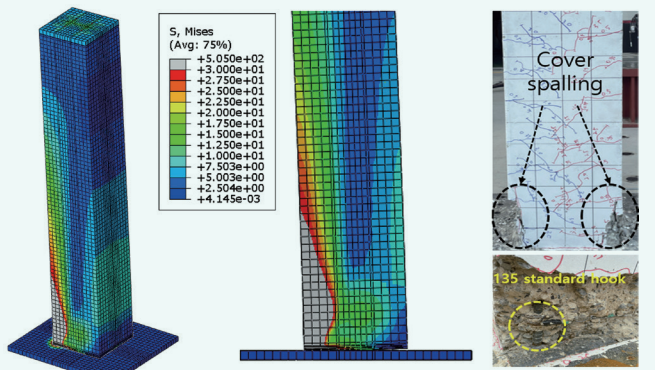 S, Mises
(Avg: 75%)
+5.050e+02
+3.000e+01
+2.750e+01
+2.500e+01
+2.250e+01
+2.000e+01
+1.750e+01
+1.500e+01
+1.250e+01
+1.000e+01
+7.503e+00
+5.003e+00
+2.504e+00
+4.145e-03
Cover
spalling
135 standard hook